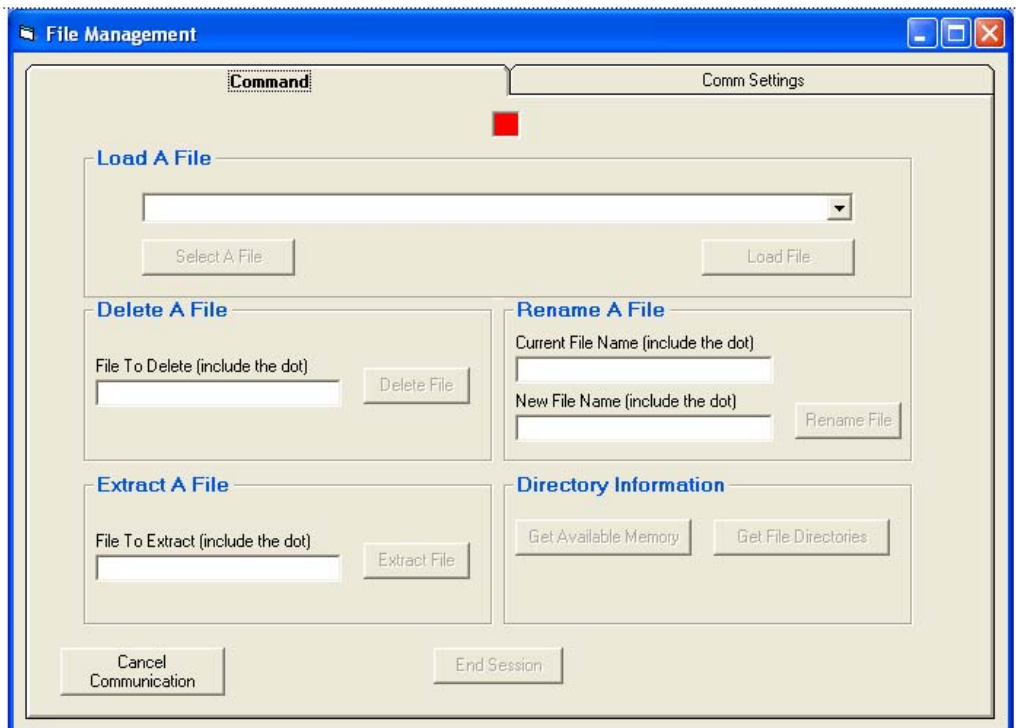 File Management
Command
Comm Settings
Load A File
Select A File
Load File
Delete A File
File To Delete (include the dot)
Delete File
Rename A File
Current File Name (include the dot)
New File Name (include the dot)
Rename File
Extract A File
File To Extract (include the dot)
Extract File
Directory Information
Get Available Memory
Get File Directories
Cancel
Communication
End Session